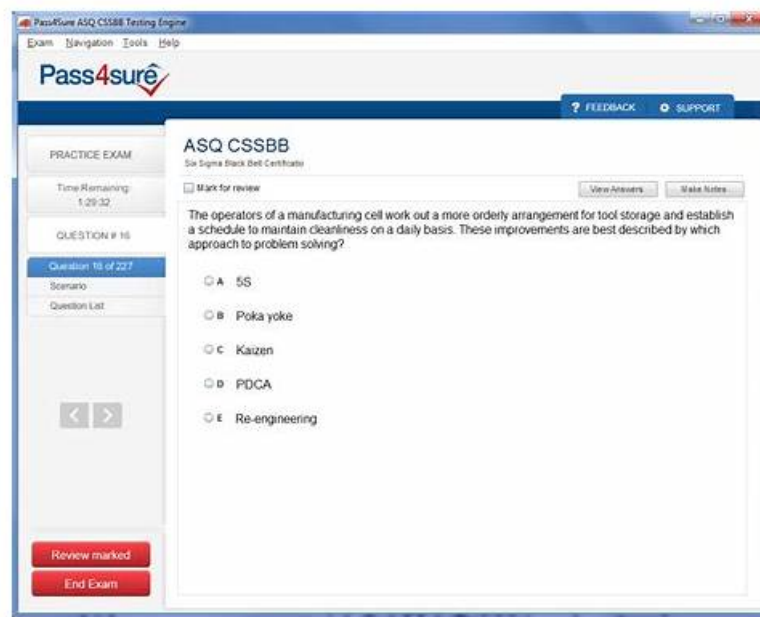 Pass4Sure ASQ CSSBB Testing Engine
Exam Navigation Tools Help
Pass4sure
? FEEDBACK SUPPORT
PRACTICE EXAM
Time Remaining:
1:29:32
QUESTION # 16
Question 16 of 227
Scenario
Question List
ASQ CSSBB
Six Sigma Black Belt Certificate
Mark for review
View Answers Make Notes
The operators of a manufacturing cell work out a more orderly arrangement for tool storage and establish
a schedule to maintain cleanliness on a daily basis. These improvements are best described by which
approach to problem solving?
A 5S
B Poka yoke
C Kaizen
D PDCA
E Re-engineering
Review marked
End Exam